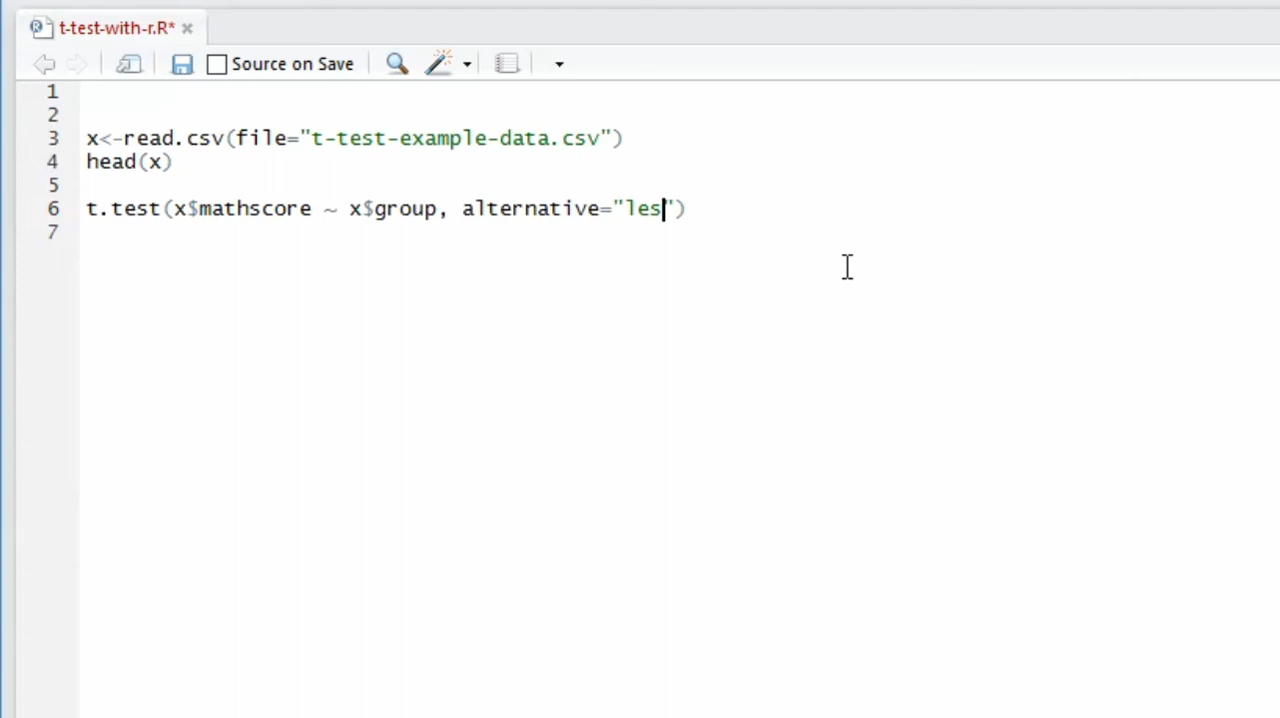 t-test-with-r.R*
Source on Save
1
2
3 x<-read.csv(file="t-test-example-data.csv")
4 head(x)
5
6 t.test(x$mathscore ~ x$group, alternative="les")
7